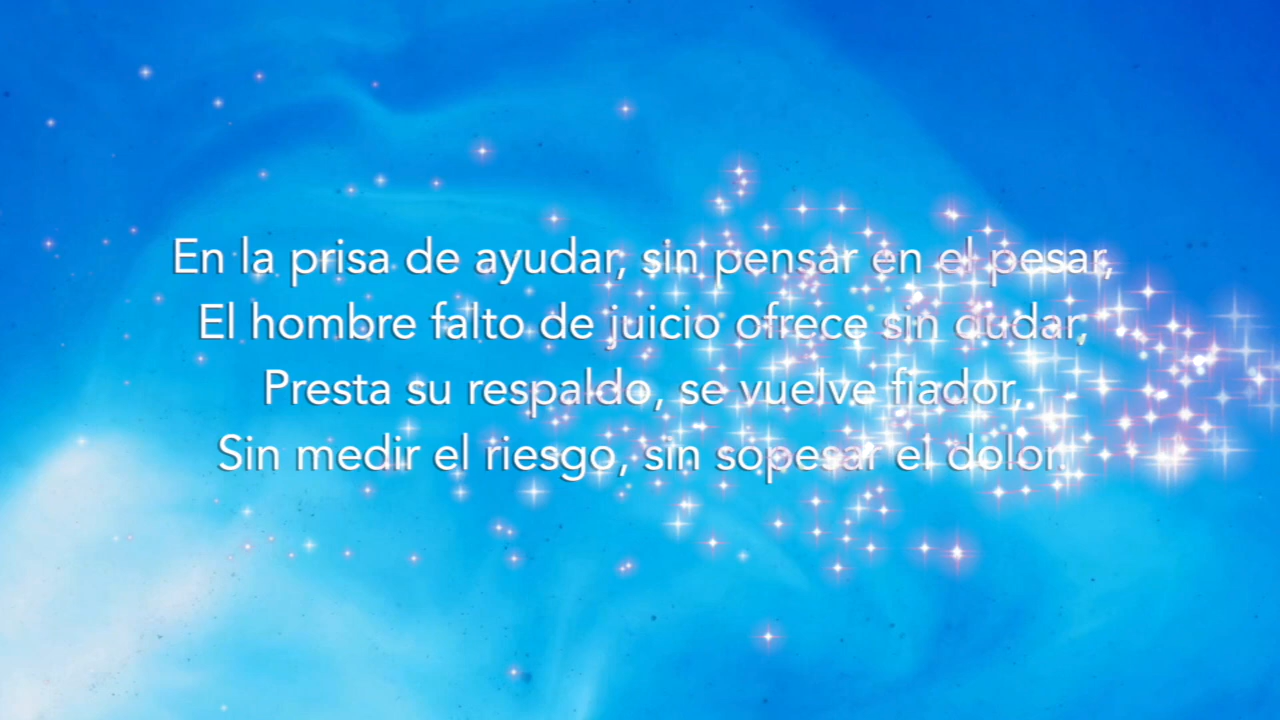 En la prisa de ayudar, sin pensar en el pesar,
El hombre falto de juicio ofrece sin dudar,
Presta su respaldo, se vuelve fiador,
Sin medir el riesgo, sin sopesar el dolor.